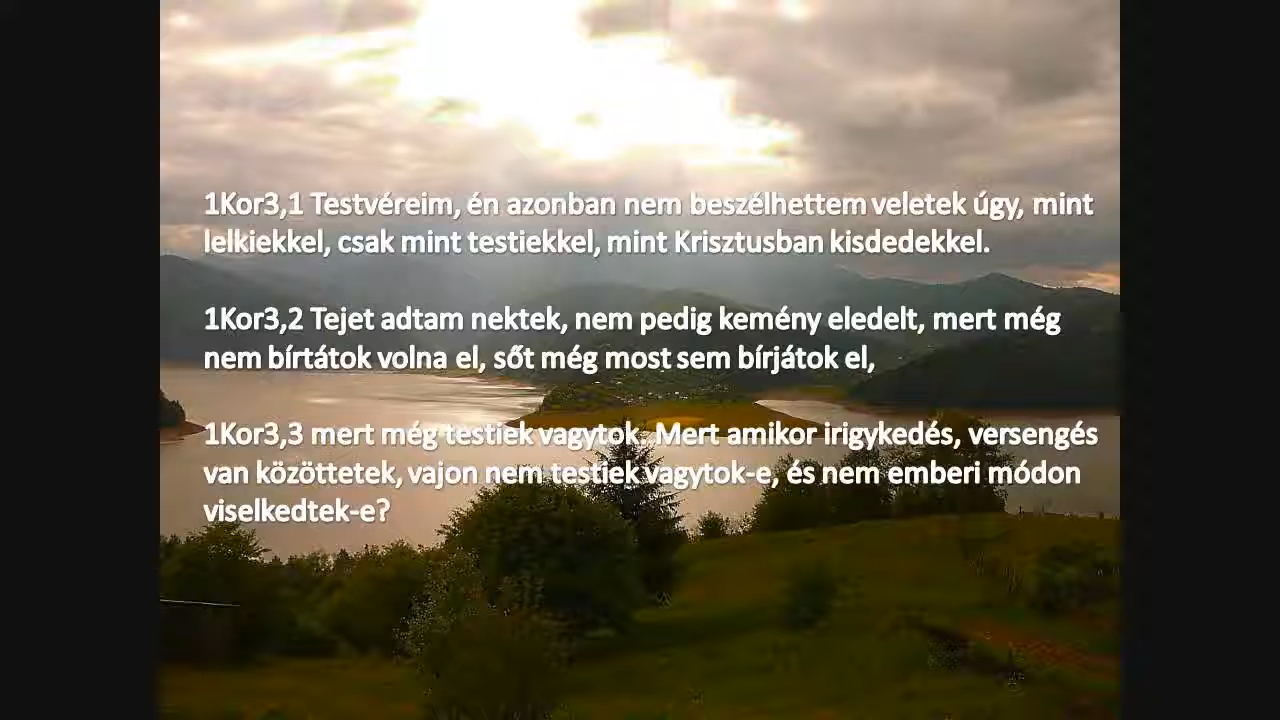 1Kor3,1 Testvéreim, én azonban nem beszélhettem veletek úgy, mint
lelkiekkel, csak mint testiekkel, mint Krisztusban kisdedekkel.
1Kor3,2 Tejet adtam nektek, nem pedig kemény eledelt, mert még
nem bírtátok volna el, sőt még most sem bírjátok el,
1Kor3,3 mert még testiek vagytok. Mert amikor irigykedés, versengés
van közöttetek, vajon nem testiek vagytok-e, és nem emberi módon
viselkedtek-e?